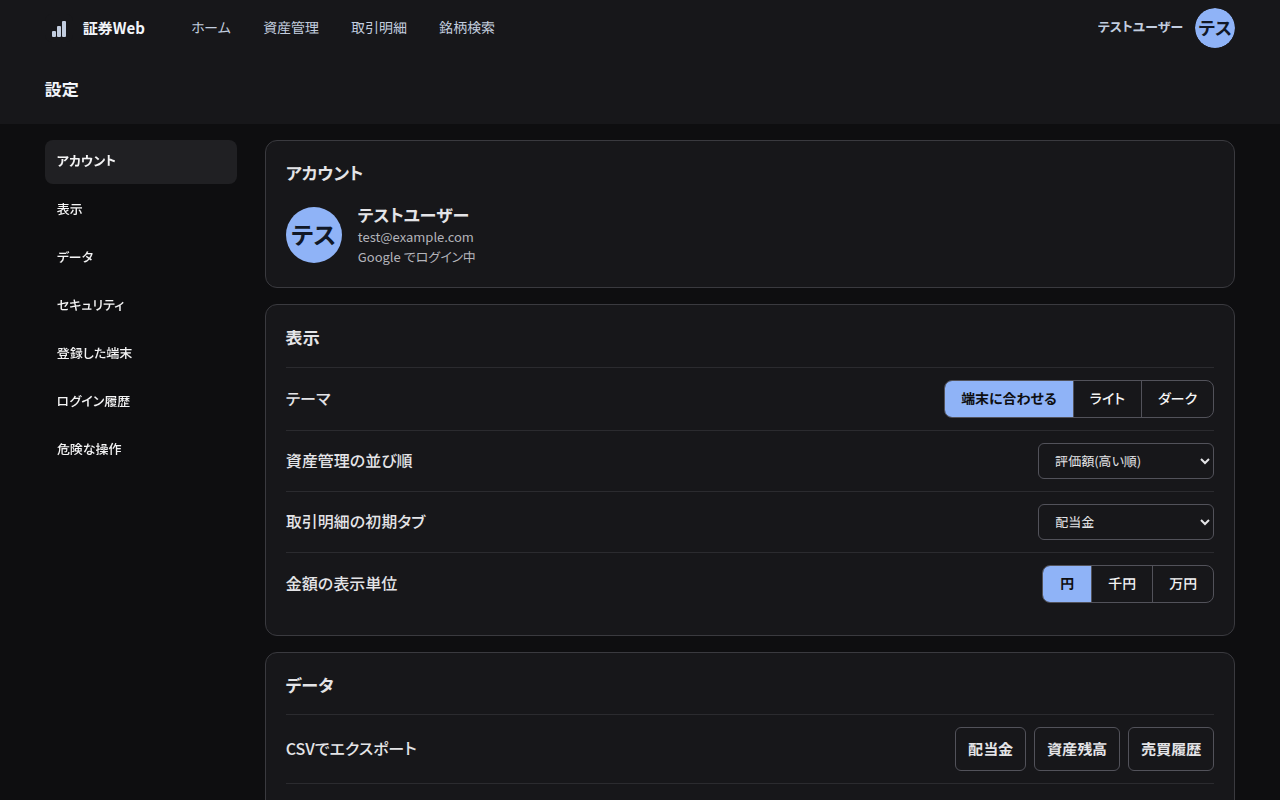 証券Web ホーム 資産管理 取引明細 銘柄検索 テストユーザー テス
設定
アカウント
表示
データ
セキュリティ
登録した端末
ログイン履歴
危険な操作
アカウント
テス
テストユーザー
test@example.com
Google でログイン中
表示
テーマ 端末に合わせる ライト ダーク
資産管理の並び順 評価額(高い順)
取引明細の初期タブ 配当金
金額の表示単位 円 千円 万円
データ
CSVでエクスポート 配当金 資産残高 売買履歴